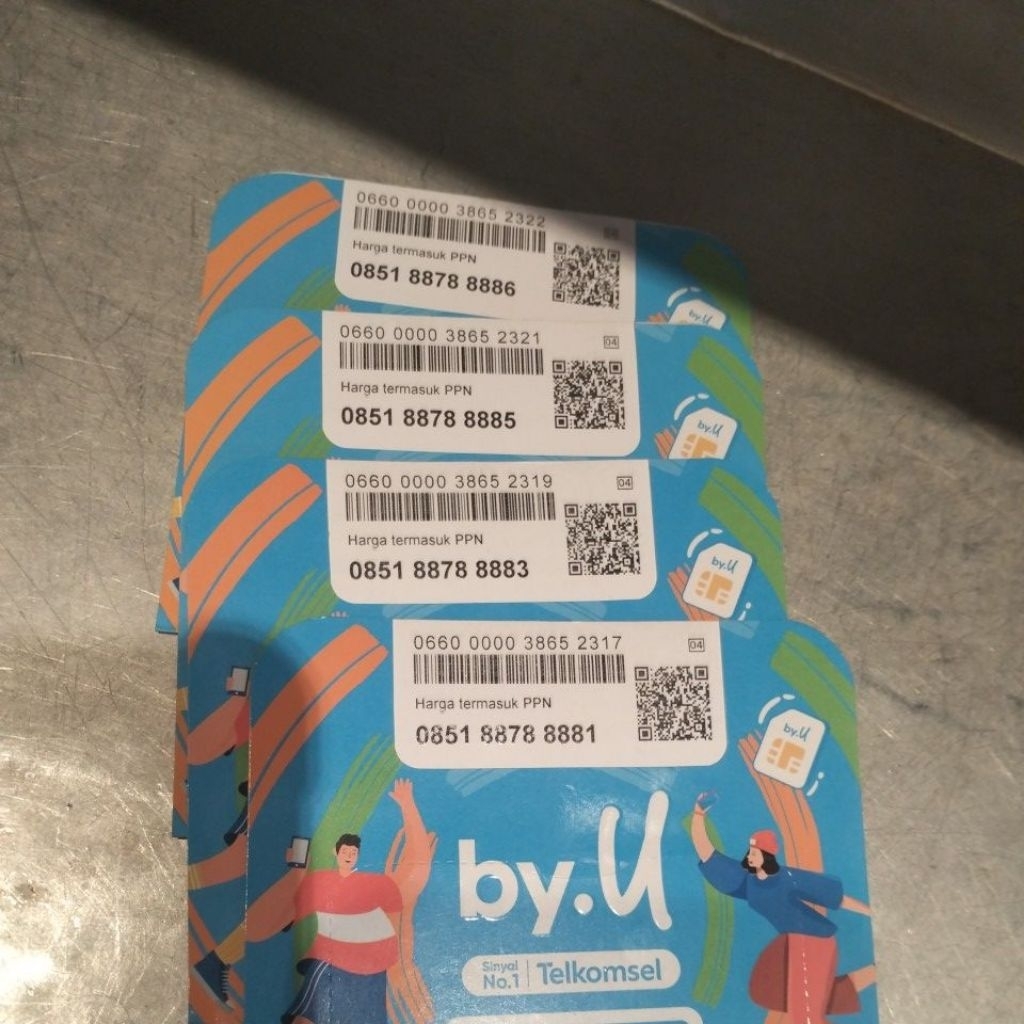 0660 0000 3865 2322
Harga termasuk PPN
0851 8878 8886
by.U
0660 0000 3865 2321
04
Harga termasuk PPN
0851 8878 8885
by.U
0660 0000 3865 2319
04
Harga termasuk PPN
0851 8878 8883
by.U
0660 0000 3865 2317
04
Harga termasuk PPN
0851 8878 8881
by.U
by.U
Sinyal No.1 Telkomsel